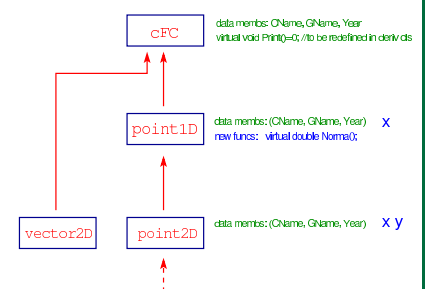 cFC
data membs: CName, GName, Year
virtual void Print()=0; //to be redefined in deriv cls
point1D
data membs: (CName, GName, Year) x
new funcs: virtual double Norma();
vector2D
point2D
data membs: (CName, GName, Year) x y